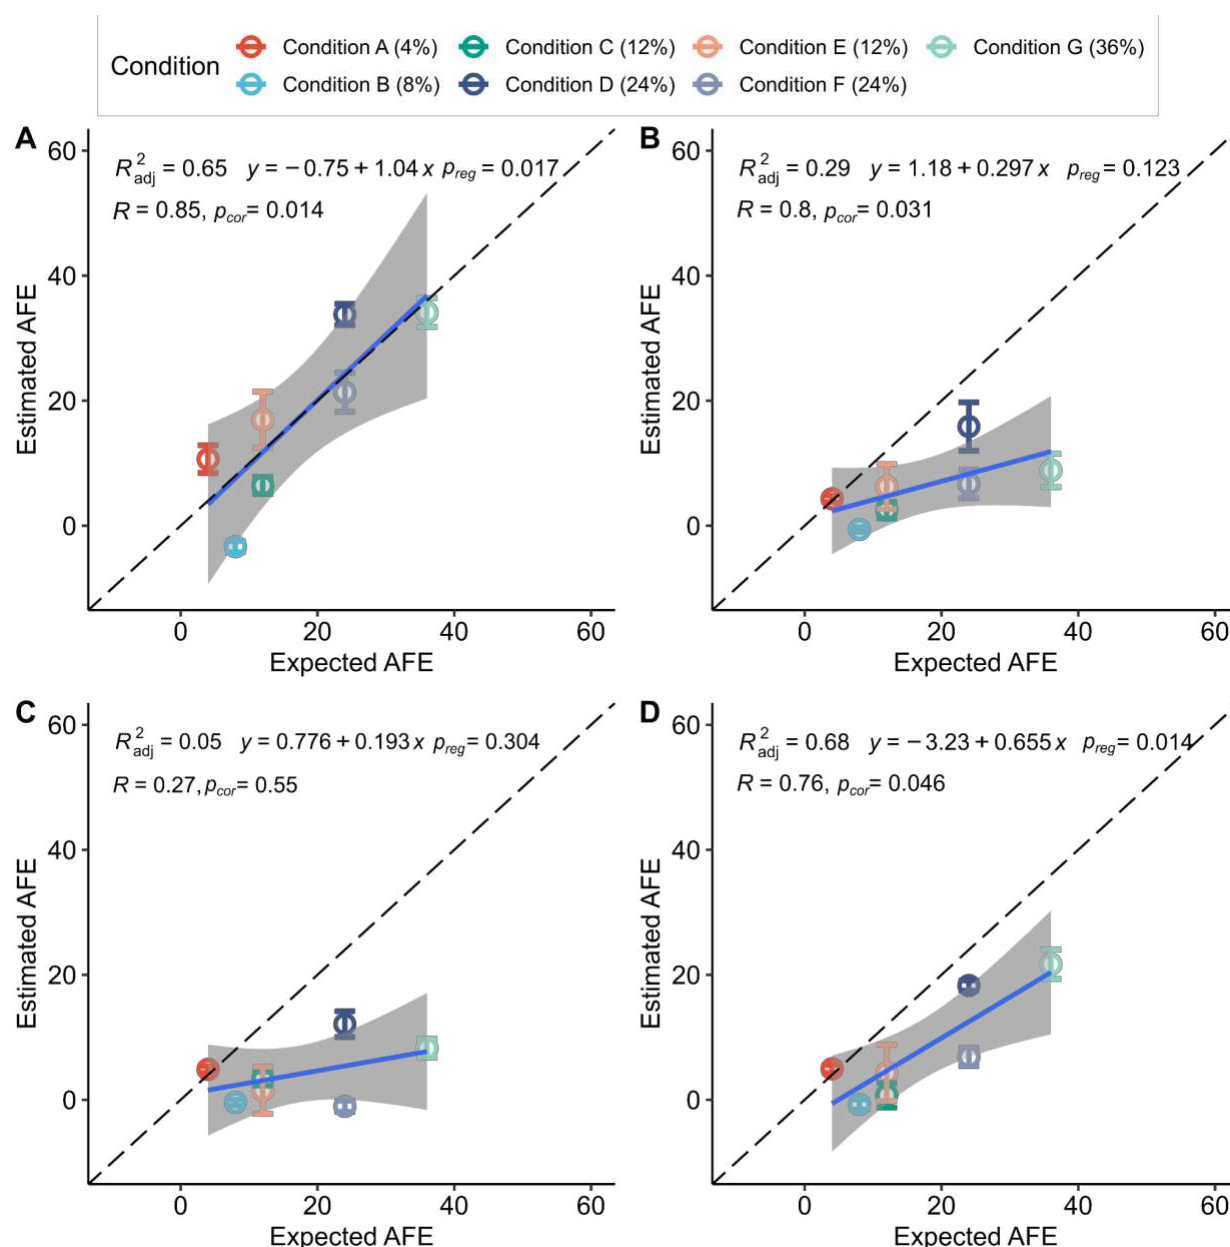 Condition
Condition A (4%) Condition C (12%) Condition E (12%) Condition G (36%)
Condition B (8%) Condition D (24%) Condition F (24%)
A
R²adj = 0.65 y = −0.75 + 1.04 x preg = 0.017
R = 0.85, pcor = 0.014
60
40
20
0
Estimated AFE
0 20 40 60
Expected AFE
B
R²adj = 0.29 y = 1.18 + 0.297 x preg = 0.123
R = 0.8, pcor = 0.031
60
40
20
0
Estimated AFE
0 20 40 60
Expected AFE
C
R²adj = 0.05 y = 0.776 + 0.193 x preg = 0.304
R = 0.27, pcor = 0.55
60
40
20
0
Estimated AFE
0 20 40 60
Expected AFE
D
R²adj = 0.68 y = −3.23 + 0.655 x preg = 0.014
R = 0.76, pcor = 0.046
60
40
20
0
Estimated AFE
0 20 40 60
Expected AFE